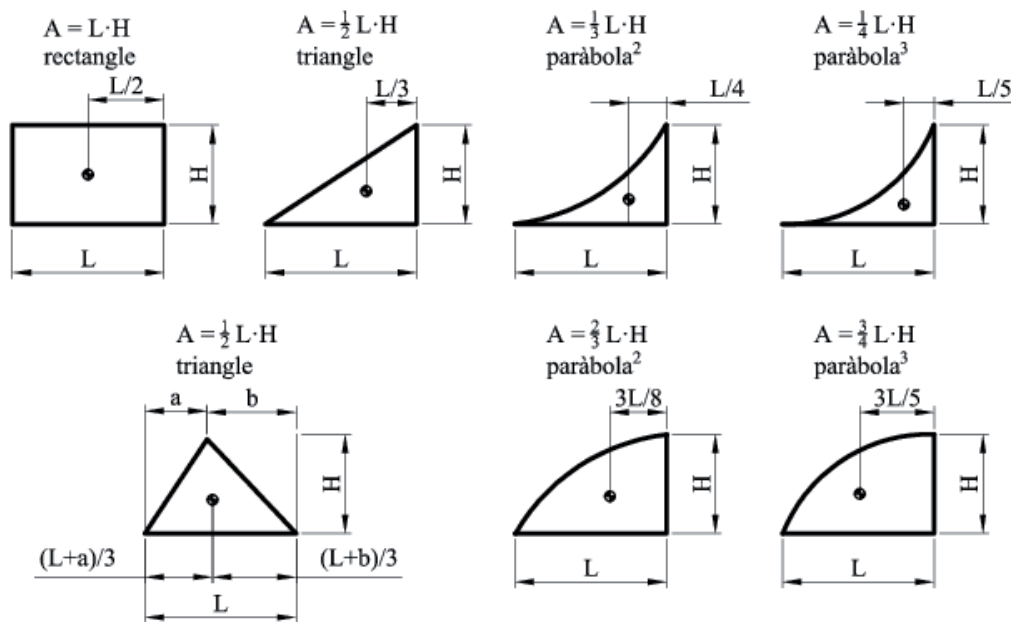 A = L·H
rectangle
L/2
H
L
A = ½ L·H
triangle
L/3
H
L
A = ⅓ L·H
paràbola²
L/4
H
L
A = ¼ L·H
paràbola³
L/5
H
L
A = ½ L·H
triangle
a
b
H
(L+a)/3
(L+b)/3
L
A = ⅔ L·H
paràbola²
3L/8
H
L
A = ¾ L·H
paràbola³
3L/5
H
L